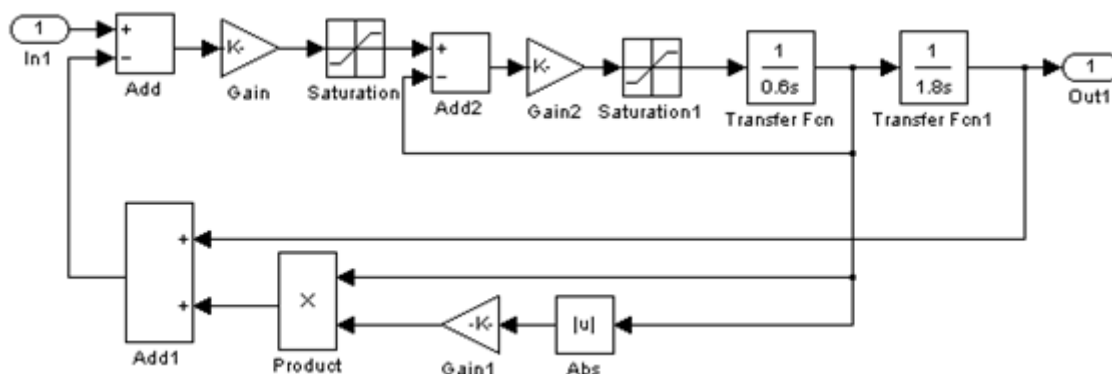 1
In1
+
−
Add
K-
Gain
Saturation
+
−
Add2
K-
Gain2
Saturation1
1
0.6s
Transfer Fcn
1
1.8s
Transfer Fcn1
1
Out1
+
+
Add1
×
Product
-K-
Gain1
|u|
Abs